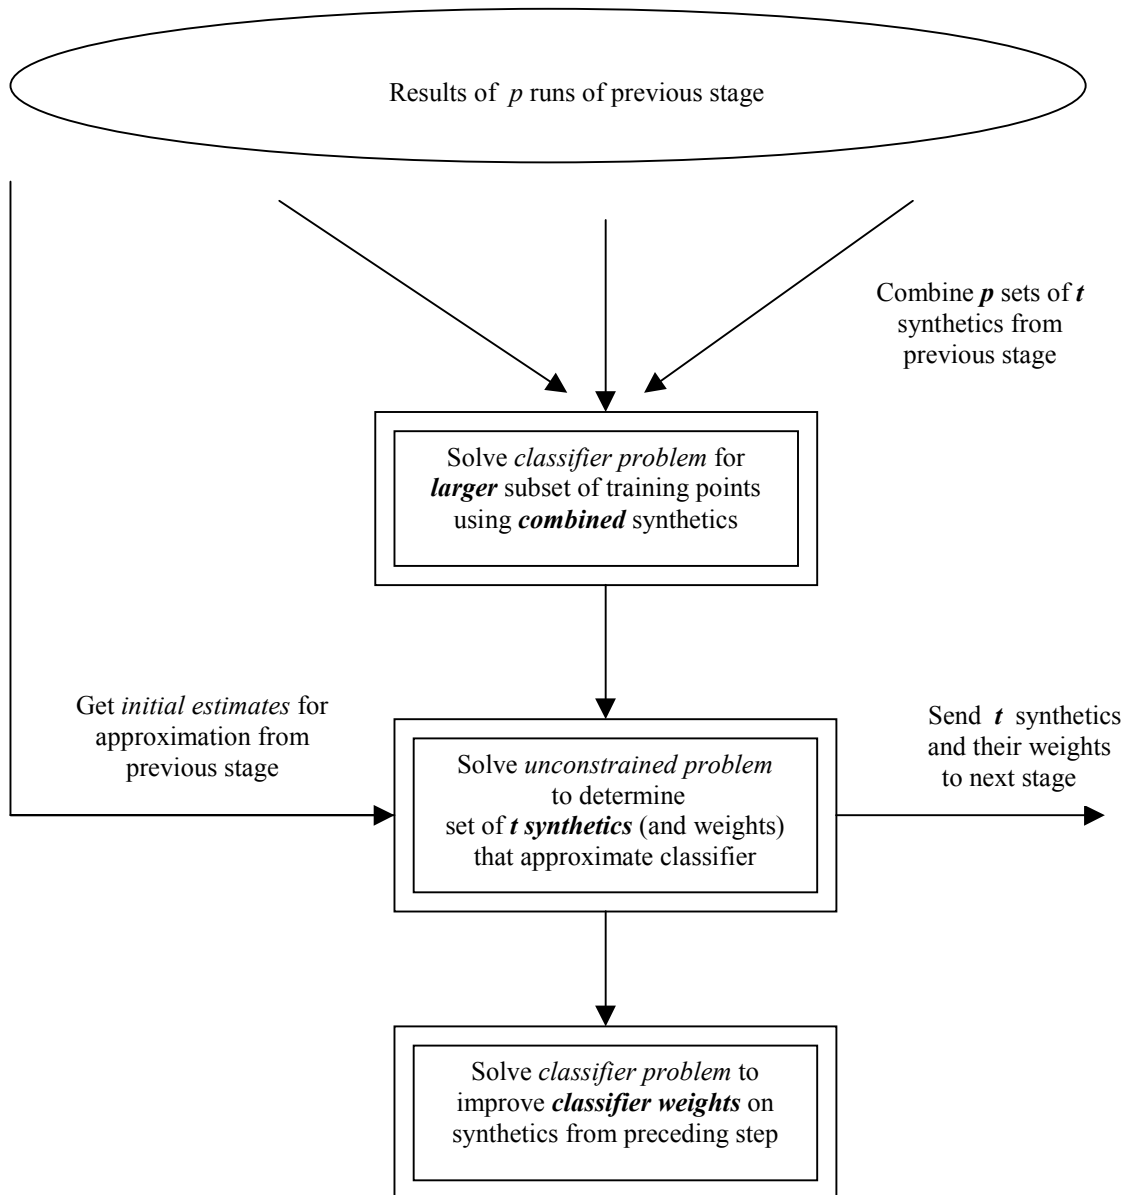 Results of p runs of previous stage
Combine p sets of t
synthetics from
previous stage
Solve classifier problem for
larger subset of training points
using combined synthetics
Get initial estimates for
approximation from
previous stage
Solve unconstrained problem
to determine
set of t synthetics (and weights)
that approximate classifier
Send t synthetics
and their weights
to next stage
Solve classifier problem to
improve classifier weights on
synthetics from preceding step